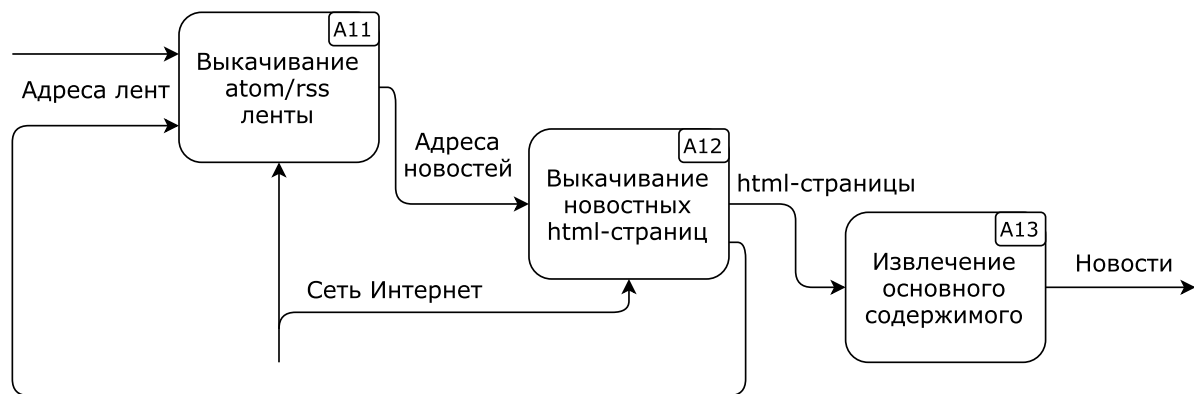 A11
Выкачивание
atom/rss
ленты
Адреса лент
Адреса
новостей
A12
Выкачивание
новостных
html-страниц
html-страницы
A13
Извлечение
основного
содержимого
Новости
Сеть Интернет